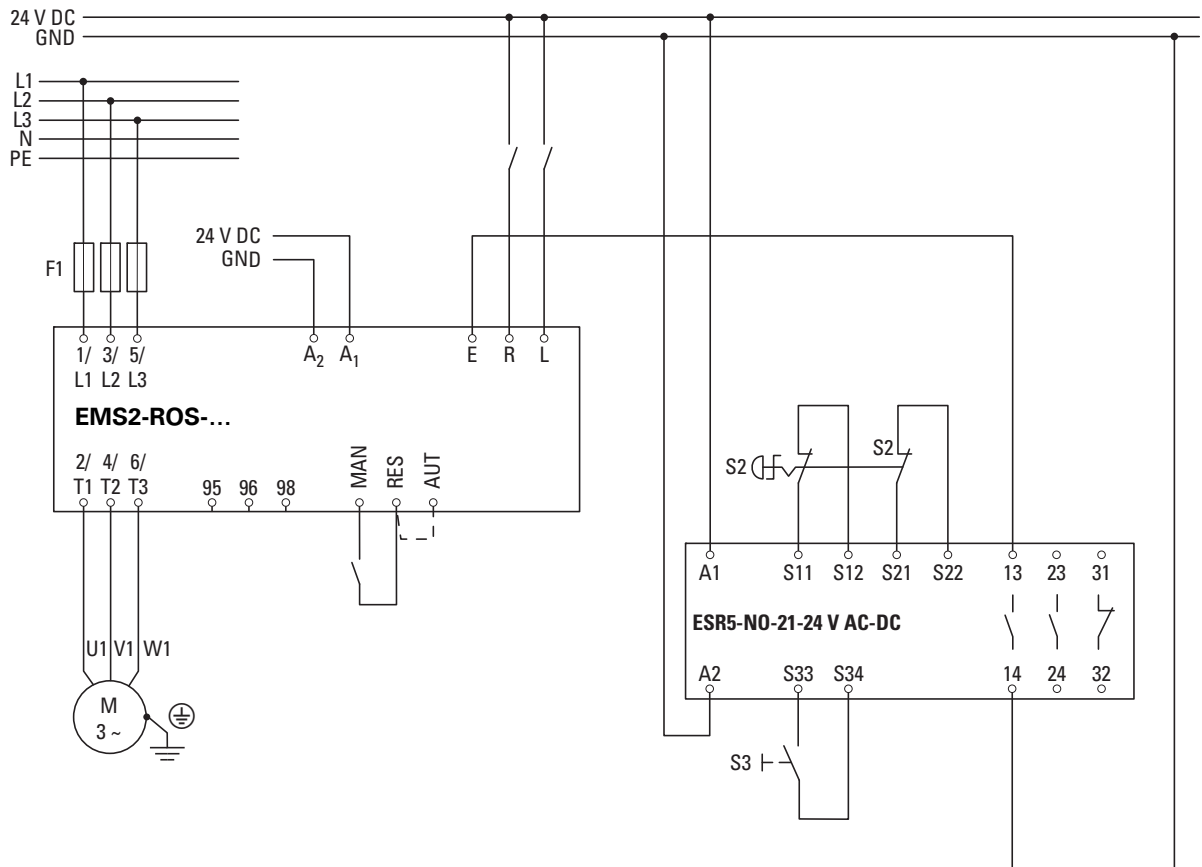 24 V DC
GND
L1
L2
L3
N
PE
24 V DC
GND
F1
1/ 3/ 5/
L1 L2 L3
A2 A1
E R L
EMS2-ROS-...
2/ 4/ 6/
T1 T2 T3
95 96 98
MAN
RES
AUT
S2
S2
A1 S11 S12 S21 S22 13 23 31
ESR5-NO-21-24 V AC-DC
A2 S33 S34 14 24 32
U1 V1 W1
M
3 ~
S3